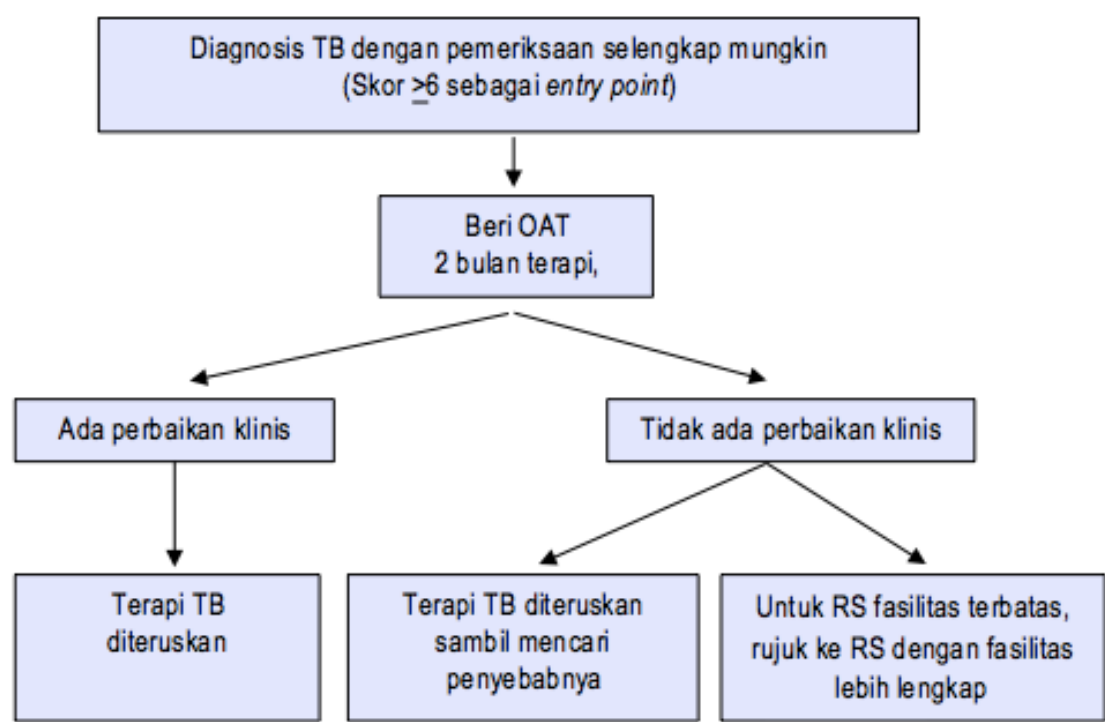 Diagnosis TB dengan pemeriksaan selengkap mungkin
(Skor ≥6 sebagai entry point)
Beri OAT
2 bulan terapi,
Ada perbaikan klinis
Tidak ada perbaikan klinis
Terapi TB
diteruskan
Terapi TB diteruskan
sambil mencari
penyebabnya
Untuk RS fasilitas terbatas,
rujuk ke RS dengan fasilitas
lebih lengkap